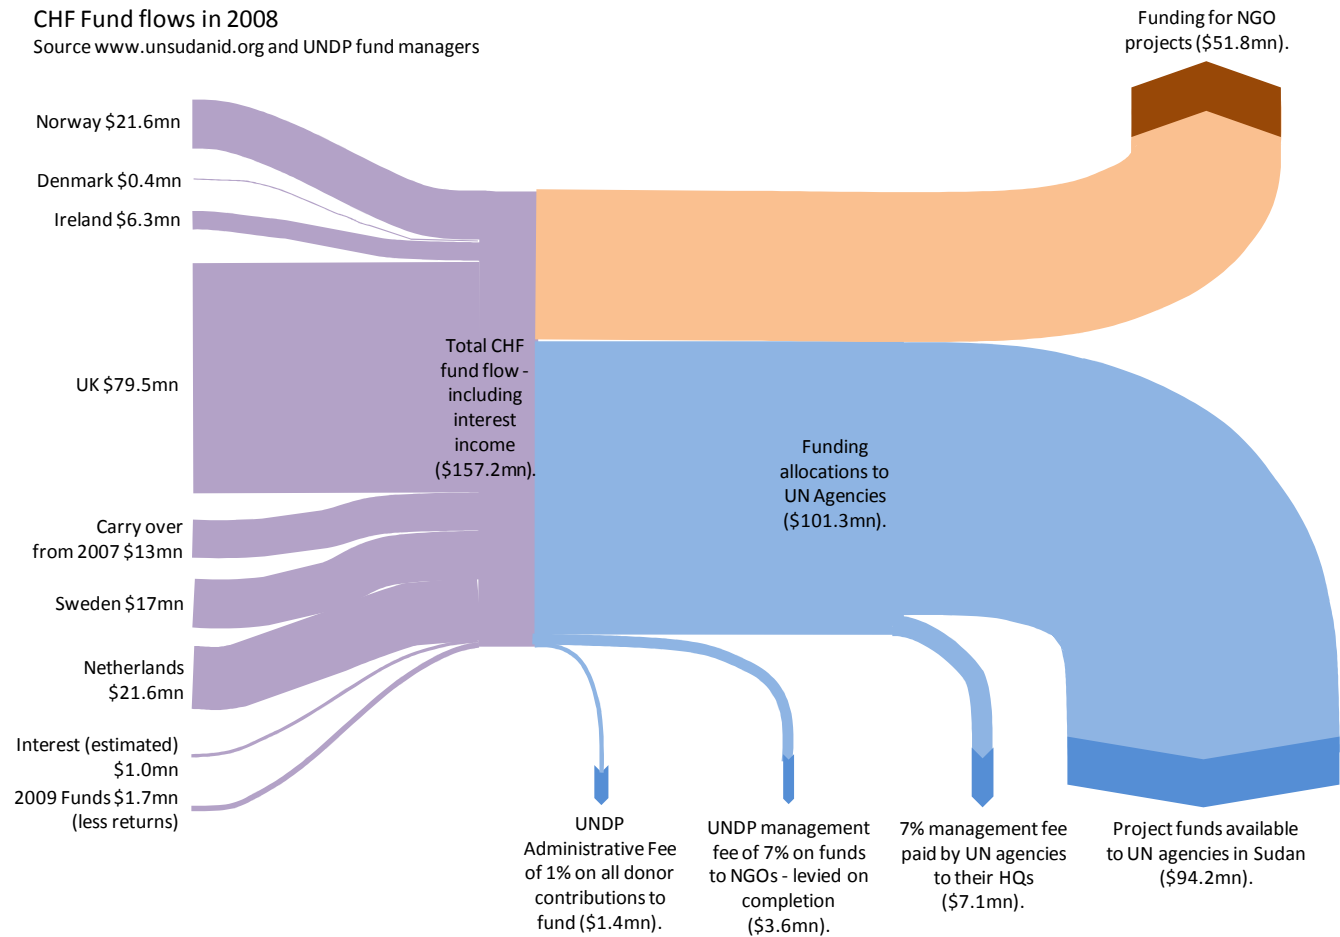 CHF Fund flows in 2008
Source www.unsudanid.org and UNDP fund managers
Funding for NGO
projects ($51.8mn).
Norway $21.6mn
Denmark $0.4mn
Ireland $6.3mn
UK $79.5mn
Carry over
from 2007 $13mn
Sweden $17mn
Netherlands
$21.6mn
Interest (estimated)
$1.0mn
2009 Funds $1.7mn
(less returns)
Total CHF
fund flow -
including
interest
income
($157.2mn).
Funding
allocations to
UN Agencies
($101.3mn).
UNDP
Administrative Fee
of 1% on all donor
contributions to
fund ($1.4mn).
UNDP management
fee of 7% on funds
to NGOs - levied on
completion
($3.6mn).
7% management fee
paid by UN agencies
to their HQs
($7.1mn).
Project funds available
to UN agencies in Sudan
($94.2mn).